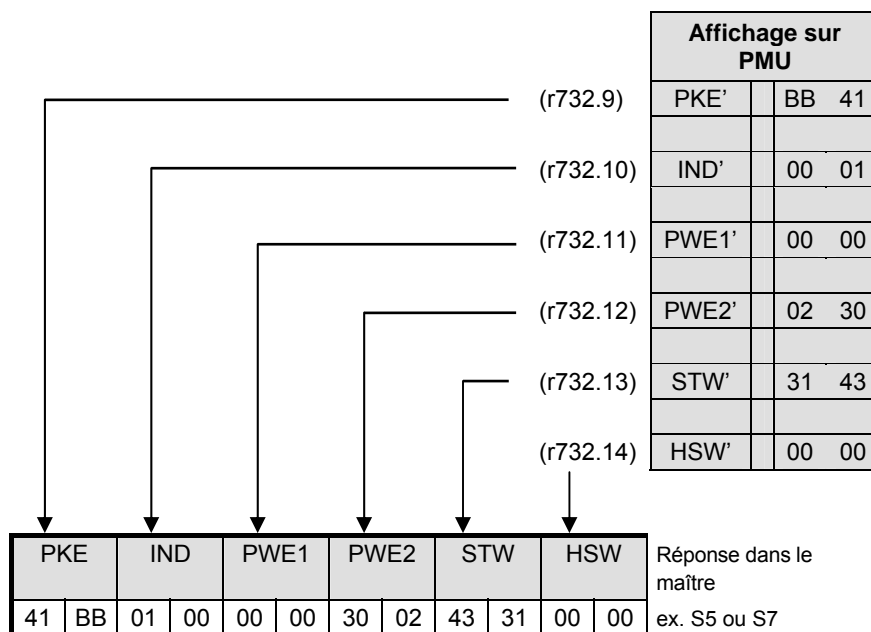 Affichage sur
PMU
(r732.9) PKE’ BB 41
(r732.10) IND’ 00 01
(r732.11) PWE1’ 00 00
(r732.12) PWE2’ 02 30
(r732.13) STW’ 31 43
(r732.14) HSW’ 00 00
PKE IND PWE1 PWE2 STW HSW Réponse dans le
maître
41 BB 01 00 00 00 30 02 43 31 00 00 ex. S5 ou S7